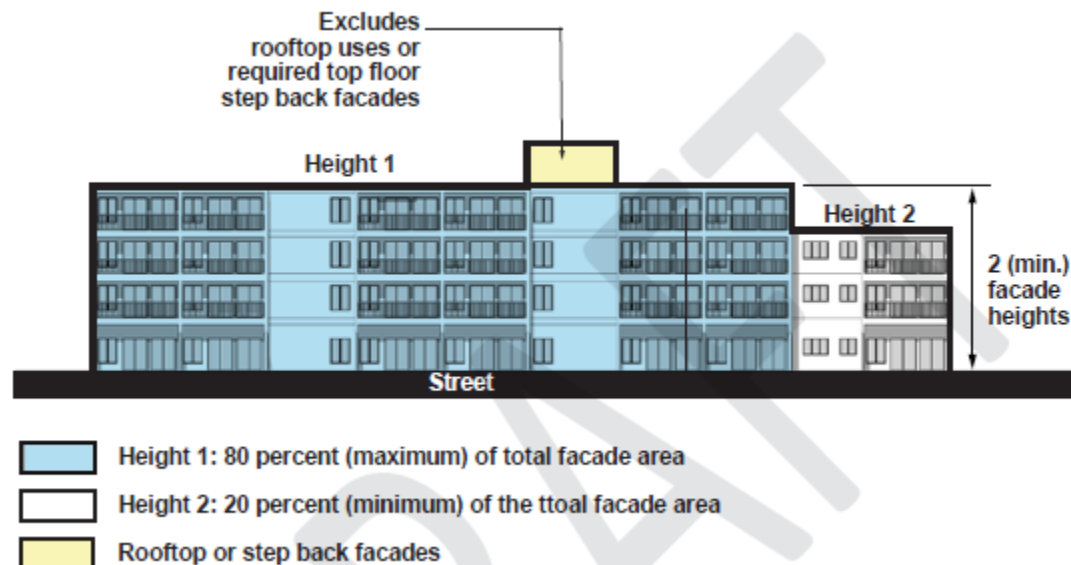 Excludes
rooftop uses or
required top floor
step back facades
Height 1
Height 2
2 (min.)
facade
heights
Street
Height 1: 80 percent (maximum) of total facade area
Height 2: 20 percent (minimum) of the ttoal facade area
Rooftop or step back facades